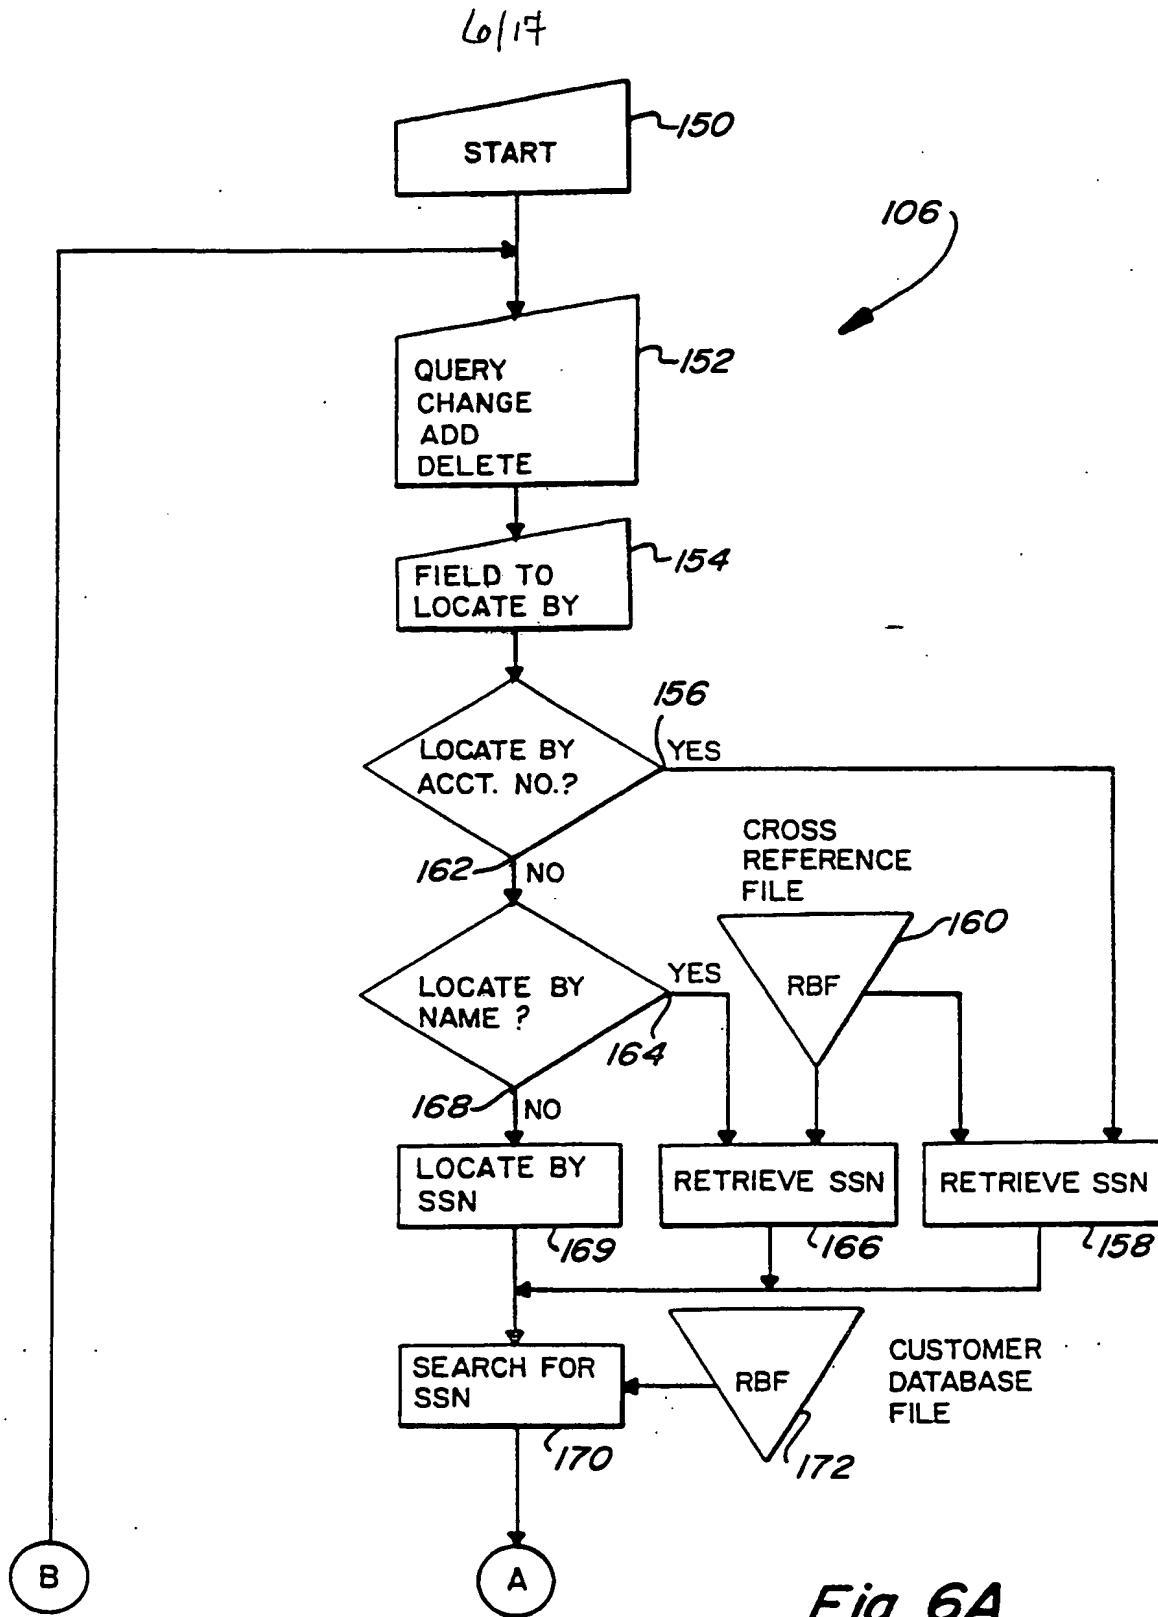 6/17
START
150
106
QUERY
CHANGE
ADD
DELETE
152
FIELD TO
LOCATE BY
154
156
LOCATE BY
ACCT. NO.?
YES
162
NO
CROSS
REFERENCE
FILE
160
RBF
LOCATE BY
NAME ?
YES
164
168
NO
LOCATE BY
SSN
169
RETRIEVE SSN
166
RETRIEVE SSN
158
SEARCH FOR
SSN
170
RBF
172
CUSTOMER
DATABASE
FILE
B
A
Fig 6A